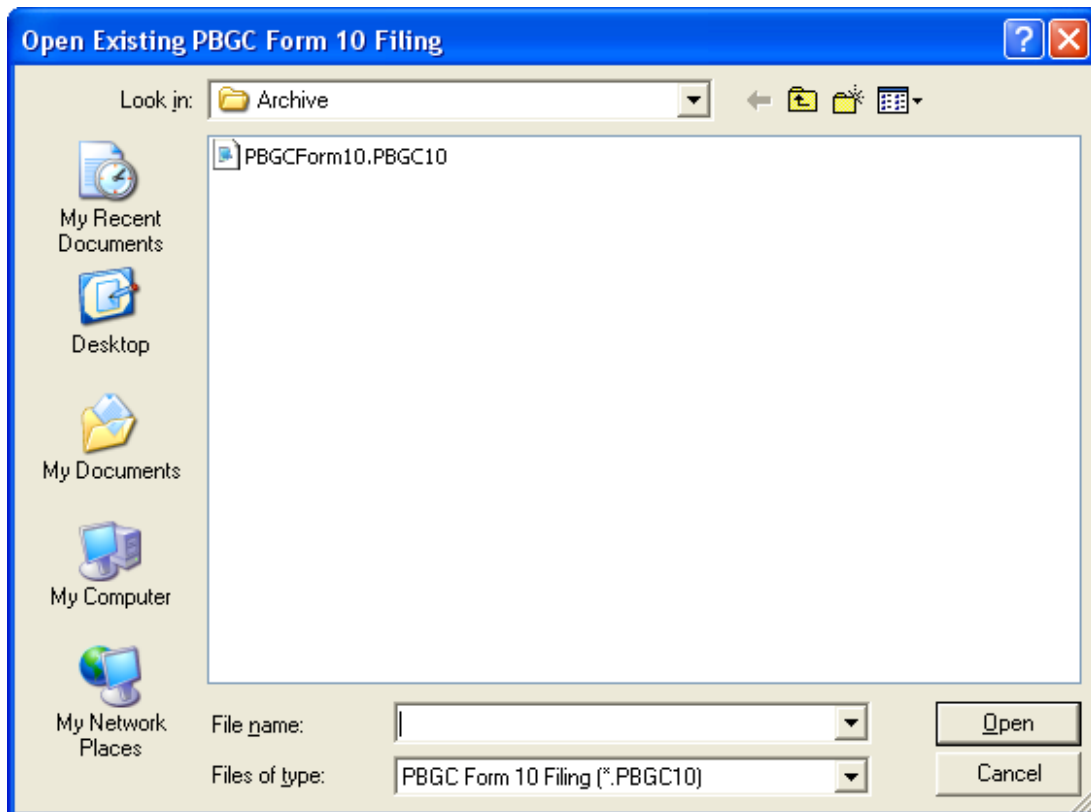 Open Existing PBGC Form 10 Filing
Look in:
Archive
PBGCForm10.PBGC10
My Recent
Documents
Desktop
My Documents
My Computer
My Network
Places
File name:
Open
Files of type:
PBGC Form 10 Filing (*.PBGC10)
Cancel